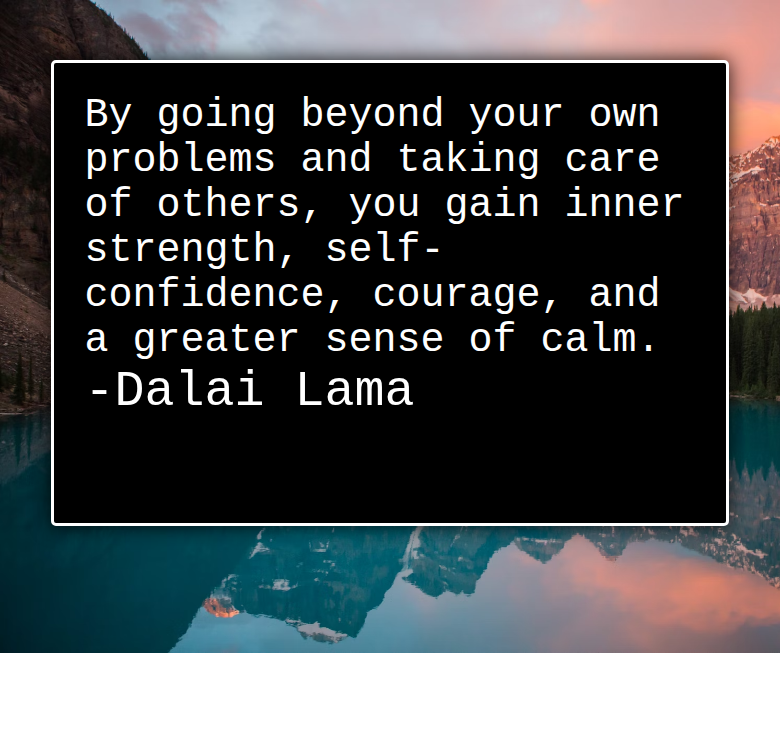 By going beyond your own
problems and taking care
of others, you gain inner
strength, self-
confidence, courage, and
a greater sense of calm.
-Dalai Lama